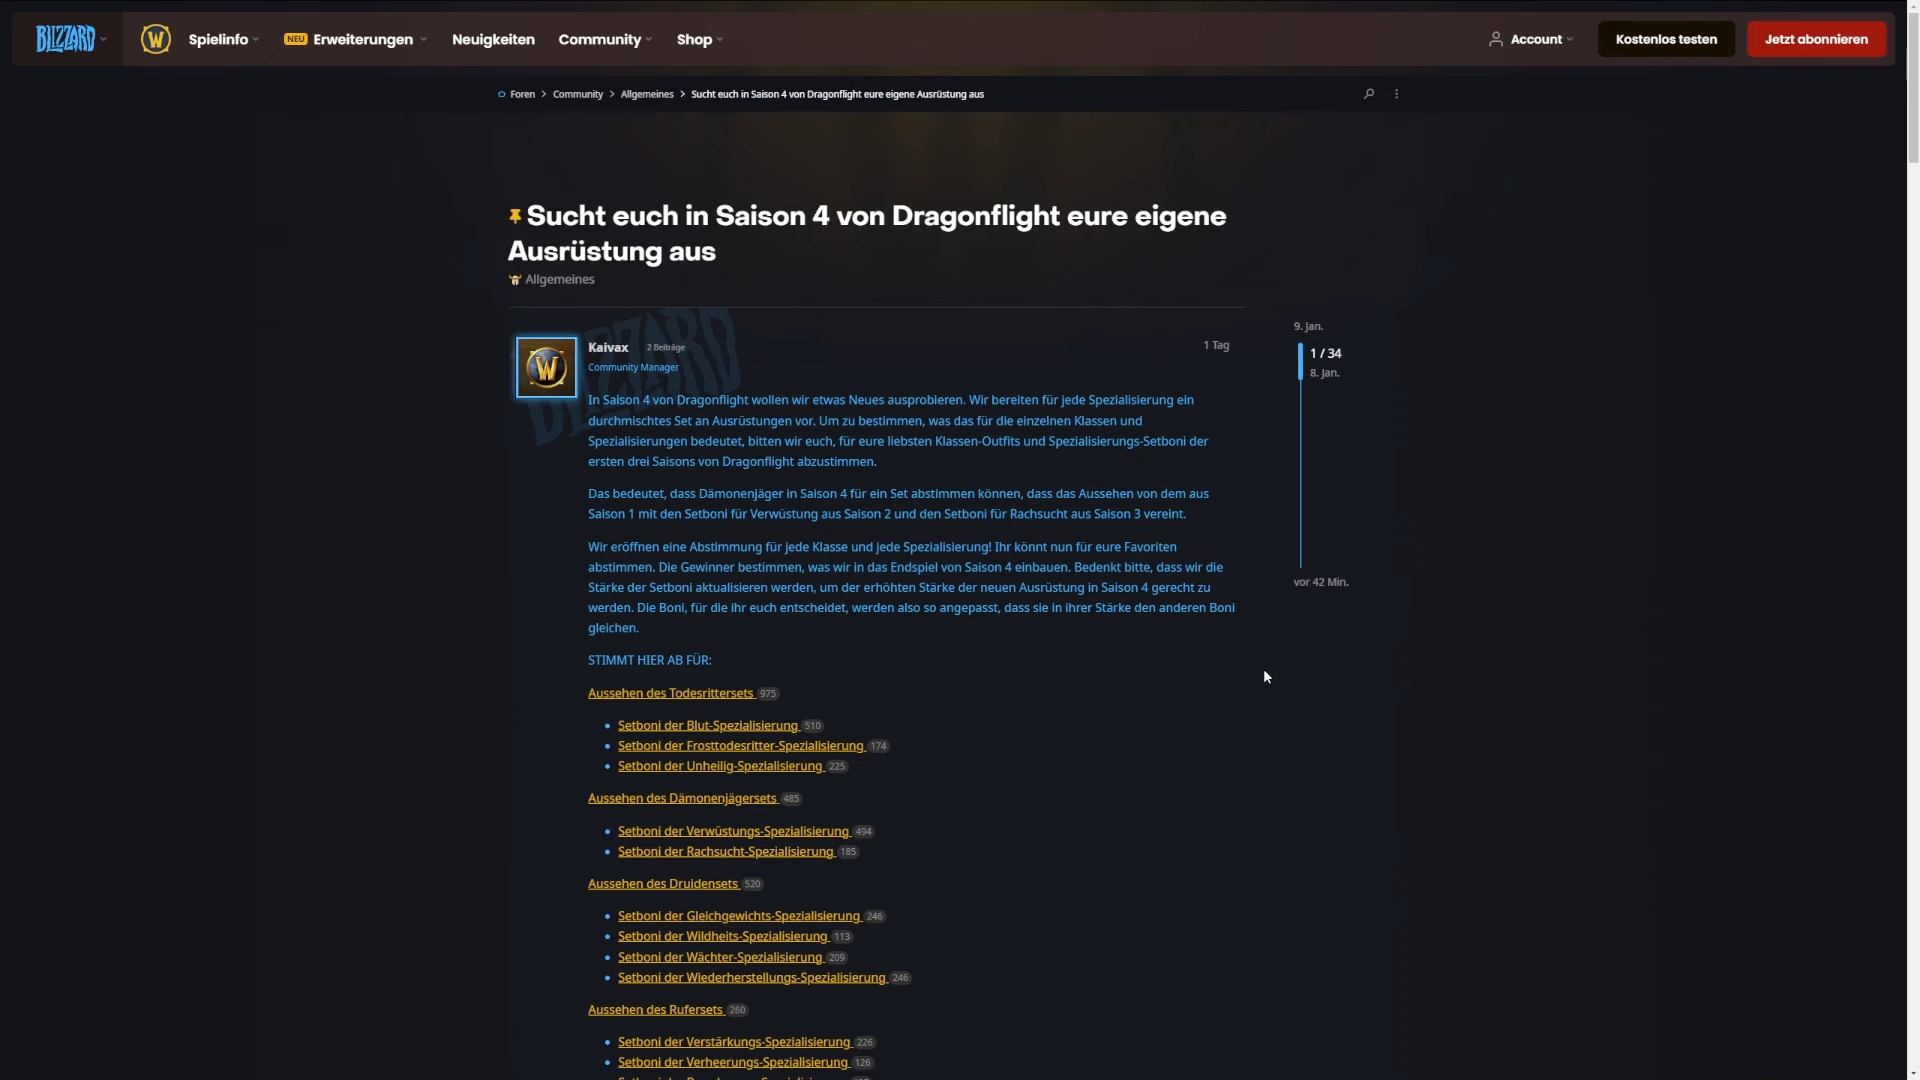 BLIZZARD
W
Spielinfo
NEU Erweiterungen
Neuigkeiten
Community
Shop
Account
Kostenlos testen
Jetzt abonnieren
Foren > Community > Allgemeines > Sucht euch in Saison 4 von Dragonflight eure eigene Ausrüstung aus
Sucht euch in Saison 4 von Dragonflight eure eigene
Ausrüstung aus
Allgemeines
BLIZZARD
Kaivax 2 Beiträge
Community Manager
1 Tag
In Saison 4 von Dragonflight wollen wir etwas Neues ausprobieren. Wir bereiten für jede Spezialisierung ein
durchmischtes Set an Ausrüstungen vor. Um zu bestimmen, was das für die einzelnen Klassen und
Spezialisierungen bedeutet, bitten wir euch, für eure liebsten Klassen-Outfits und Spezialisierungs-Setboni der
ersten drei Saisons von Dragonflight abzustimmen.
Das bedeutet, dass Dämonenjäger in Saison 4 für ein Set abstimmen können, dass das Aussehen von dem aus
Saison 1 mit den Setboni für Verwüstung aus Saison 2 und den Setboni für Rachsucht aus Saison 3 vereint.
Wir eröffnen eine Abstimmung für jede Klasse und jede Spezialisierung! Ihr könnt nun für eure Favoriten
abstimmen. Die Gewinner bestimmen, was wir in das Endspiel von Saison 4 einbauen. Bedenkt bitte, dass wir die
Stärke der Setboni aktualisieren werden, um der erhöhten Stärke der neuen Ausrüstung in Saison 4 gerecht zu
werden. Die Boni, für die ihr euch entscheidet, werden also so angepasst, dass sie in ihrer Stärke den anderen Boni
gleichen.
STIMMT HIER AB FÜR:
Aussehen des Todesrittersets 975
Setboni der Blut-Spezialisierung 510
Setboni der Frosttodesritter-Spezialisierung 174
Setboni der Unheilig-Spezialisierung 225
Aussehen des Dämonenjägersets 485
Setboni der Verwüstungs-Spezialisierung 494
Setboni der Rachsucht-Spezialisierung 185
Aussehen des Druidensets 520
Setboni der Gleichgewichts-Spezialisierung 246
Setboni der Wildheits-Spezialisierung 113
Setboni der Wächter-Spezialisierung 209
Setboni der Wiederherstellungs-Spezialisierung 246
Aussehen des Rufersets 260
Setboni der Verstärkungs-Spezialisierung 226
Setboni der Verheerungs-Spezialisierung 126
9. Jan.
1 / 34
8. Jan.
vor 42 Min.